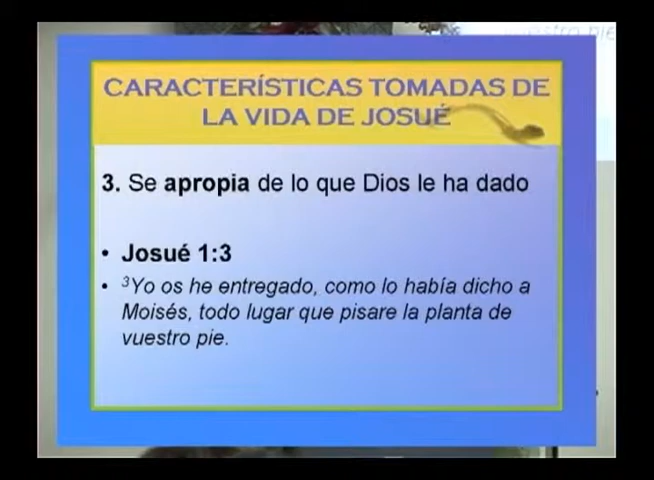 estro pie
CARACTERÍSTICAS TOMADAS DE
LA VIDA DE JOSUÉ
3. Se apropia de lo que Dios le ha dado
• Josué 1:3
• ³Yo os he entregado, como lo había dicho a
Moisés, todo lugar que pisare la planta de
vuestro pie.